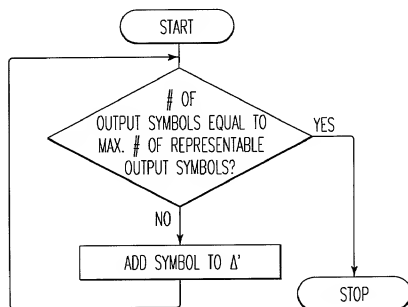 START
# OF
OUTPUT SYMBOLS EQUAL TO
MAX. # OF REPRESENTABLE
OUTPUT SYMBOLS?
YES
NO
ADD SYMBOL TO Δ'
STOP